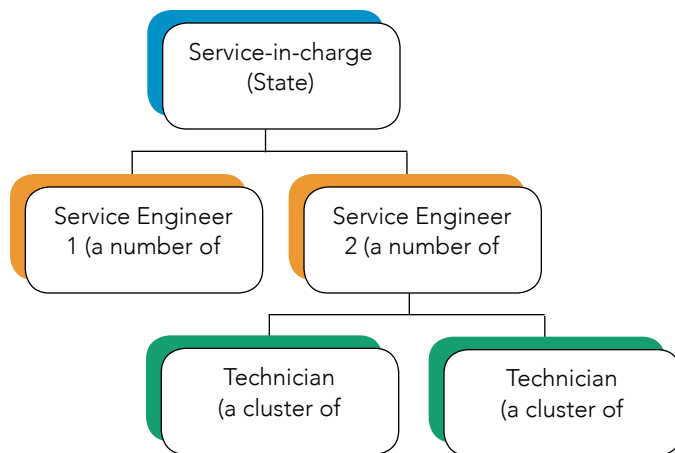 Service-in-charge
(State)
Service Engineer
1 (a number of
Service Engineer
2 (a number of
Technician
(a cluster of
Technician
(a cluster of